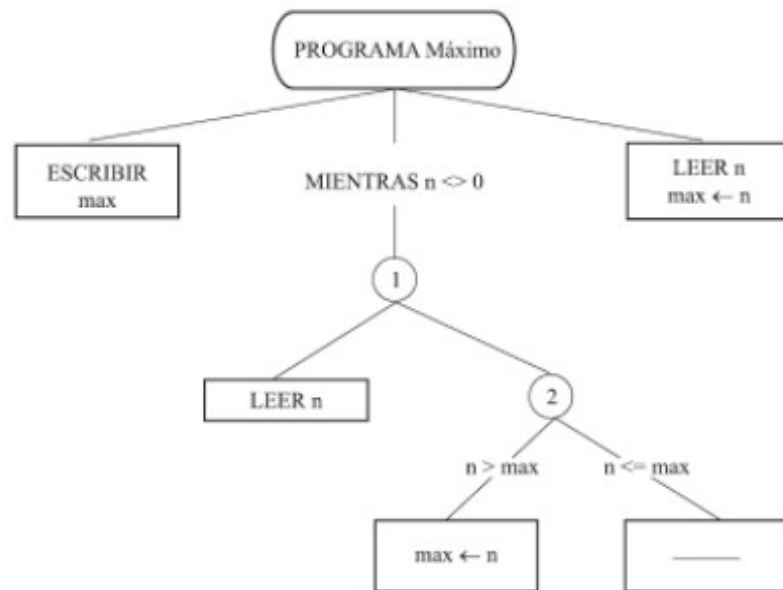 PROGRAMA Máximo
ESCRIBIR
max
MIENTRAS n <> 0
LEER n
max ← n
1
LEER n
2
n > max
n <= max
max ← n